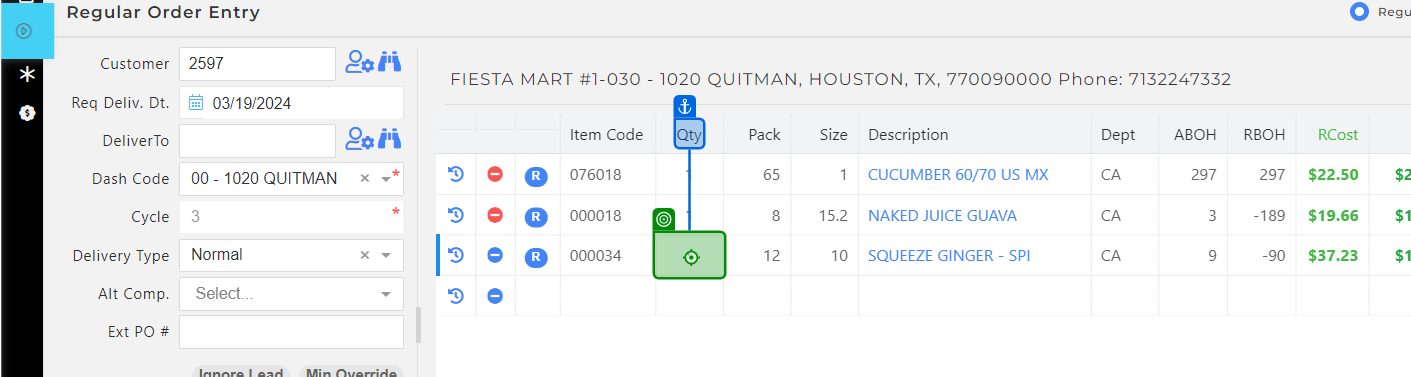 Regular Order Entry
Regu
Customer 2597
Req Deliv. Dt. 03/19/2024
DeliverTo
Dash Code 00 - 1020 QUITMAN × *
Cycle 3 *
Delivery Type Normal ×
Alt Comp. Select...
Ext PO #
Ignore Lead Min Override
FIESTA MART #1-030 - 1020 QUITMAN, HOUSTON, TX, 770090000 Phone: 7132247332
Item Code Qty Pack Size Description Dept ABOH RBOH RCost
R 076018 1 65 1 CUCUMBER 60/70 US MX CA 297 297 $22.50 $2
R 000018 8 15.2 NAKED JUICE GUAVA CA 3 -189 $19.66 $1
R 000034 12 10 SQUEEZE GINGER - SPI CA 9 -90 $37.23 $1